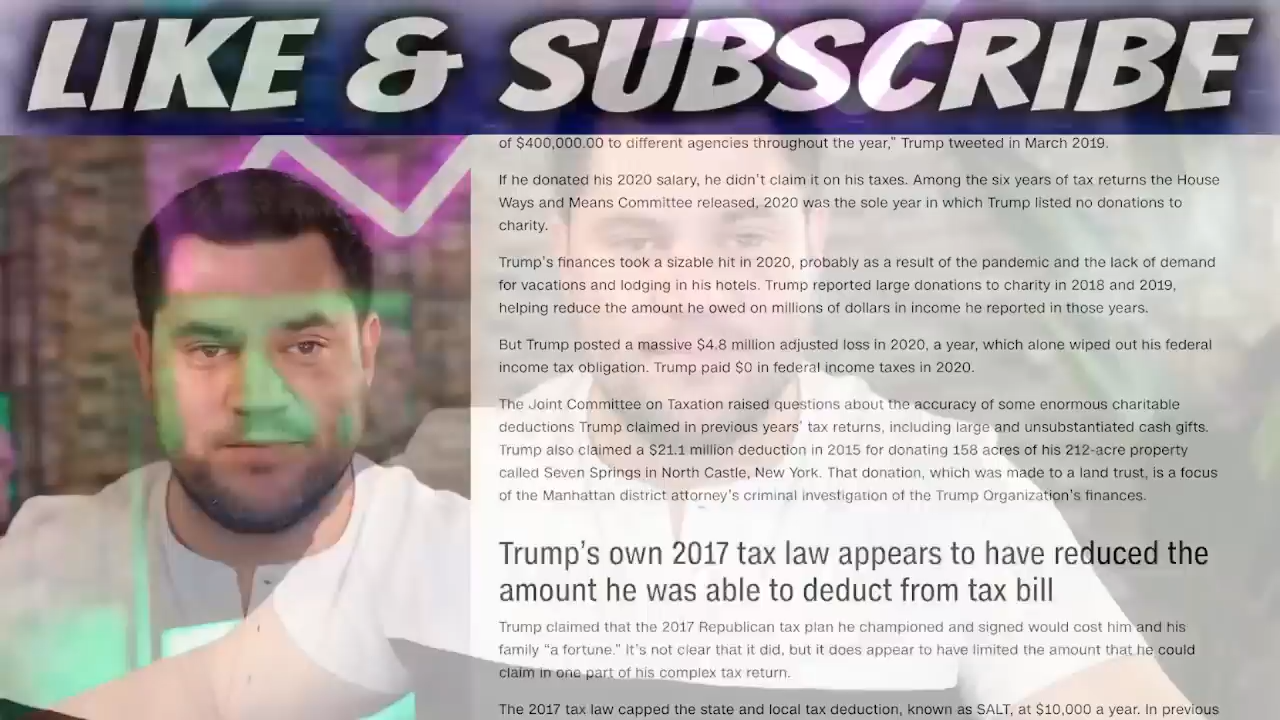 LIKE & SUBSCRIBE
of $400,000.00 to different agencies throughout the year,” Trump tweeted in March 2019.
If he donated his 2020 salary, he didn’t claim it on his taxes. Among the six years of tax returns the House
Ways and Means Committee released, 2020 was the sole year in which Trump listed no donations to
charity.
Trump’s finances took a sizable hit in 2020, probably as a result of the pandemic and the lack of demand
for vacations and lodging in his hotels. Trump reported large donations to charity in 2018 and 2019,
helping reduce the amount he owed on millions of dollars in income he reported in those years.
But Trump posted a massive $4.8 million adjusted loss in 2020, a year, which alone wiped out his federal
income tax obligation. Trump paid $0 in federal income taxes in 2020.
The Joint Committee on Taxation raised questions about the accuracy of some enormous charitable
deductions Trump claimed in previous years’ tax returns, including large and unsubstantiated cash gifts.
Trump also claimed a $21.1 million deduction in 2015 for donating 158 acres of his 212-acre property
called Seven Springs in North Castle, New York. That donation, which was made to a land trust, is a focus
of the Manhattan district attorney’s criminal investigation of the Trump Organization’s finances.
Trump’s own 2017 tax law appears to have reduced the
amount he was able to deduct from tax bill
Trump claimed that the 2017 Republican tax plan he championed and signed would cost him and his
family “a fortune.” It’s not clear that it did, but it does appear to have limited the amount that he could
claim in one part of his complex tax return.
The 2017 tax law capped the state and local tax deduction, known as SALT, at $10,000 a year. In previous